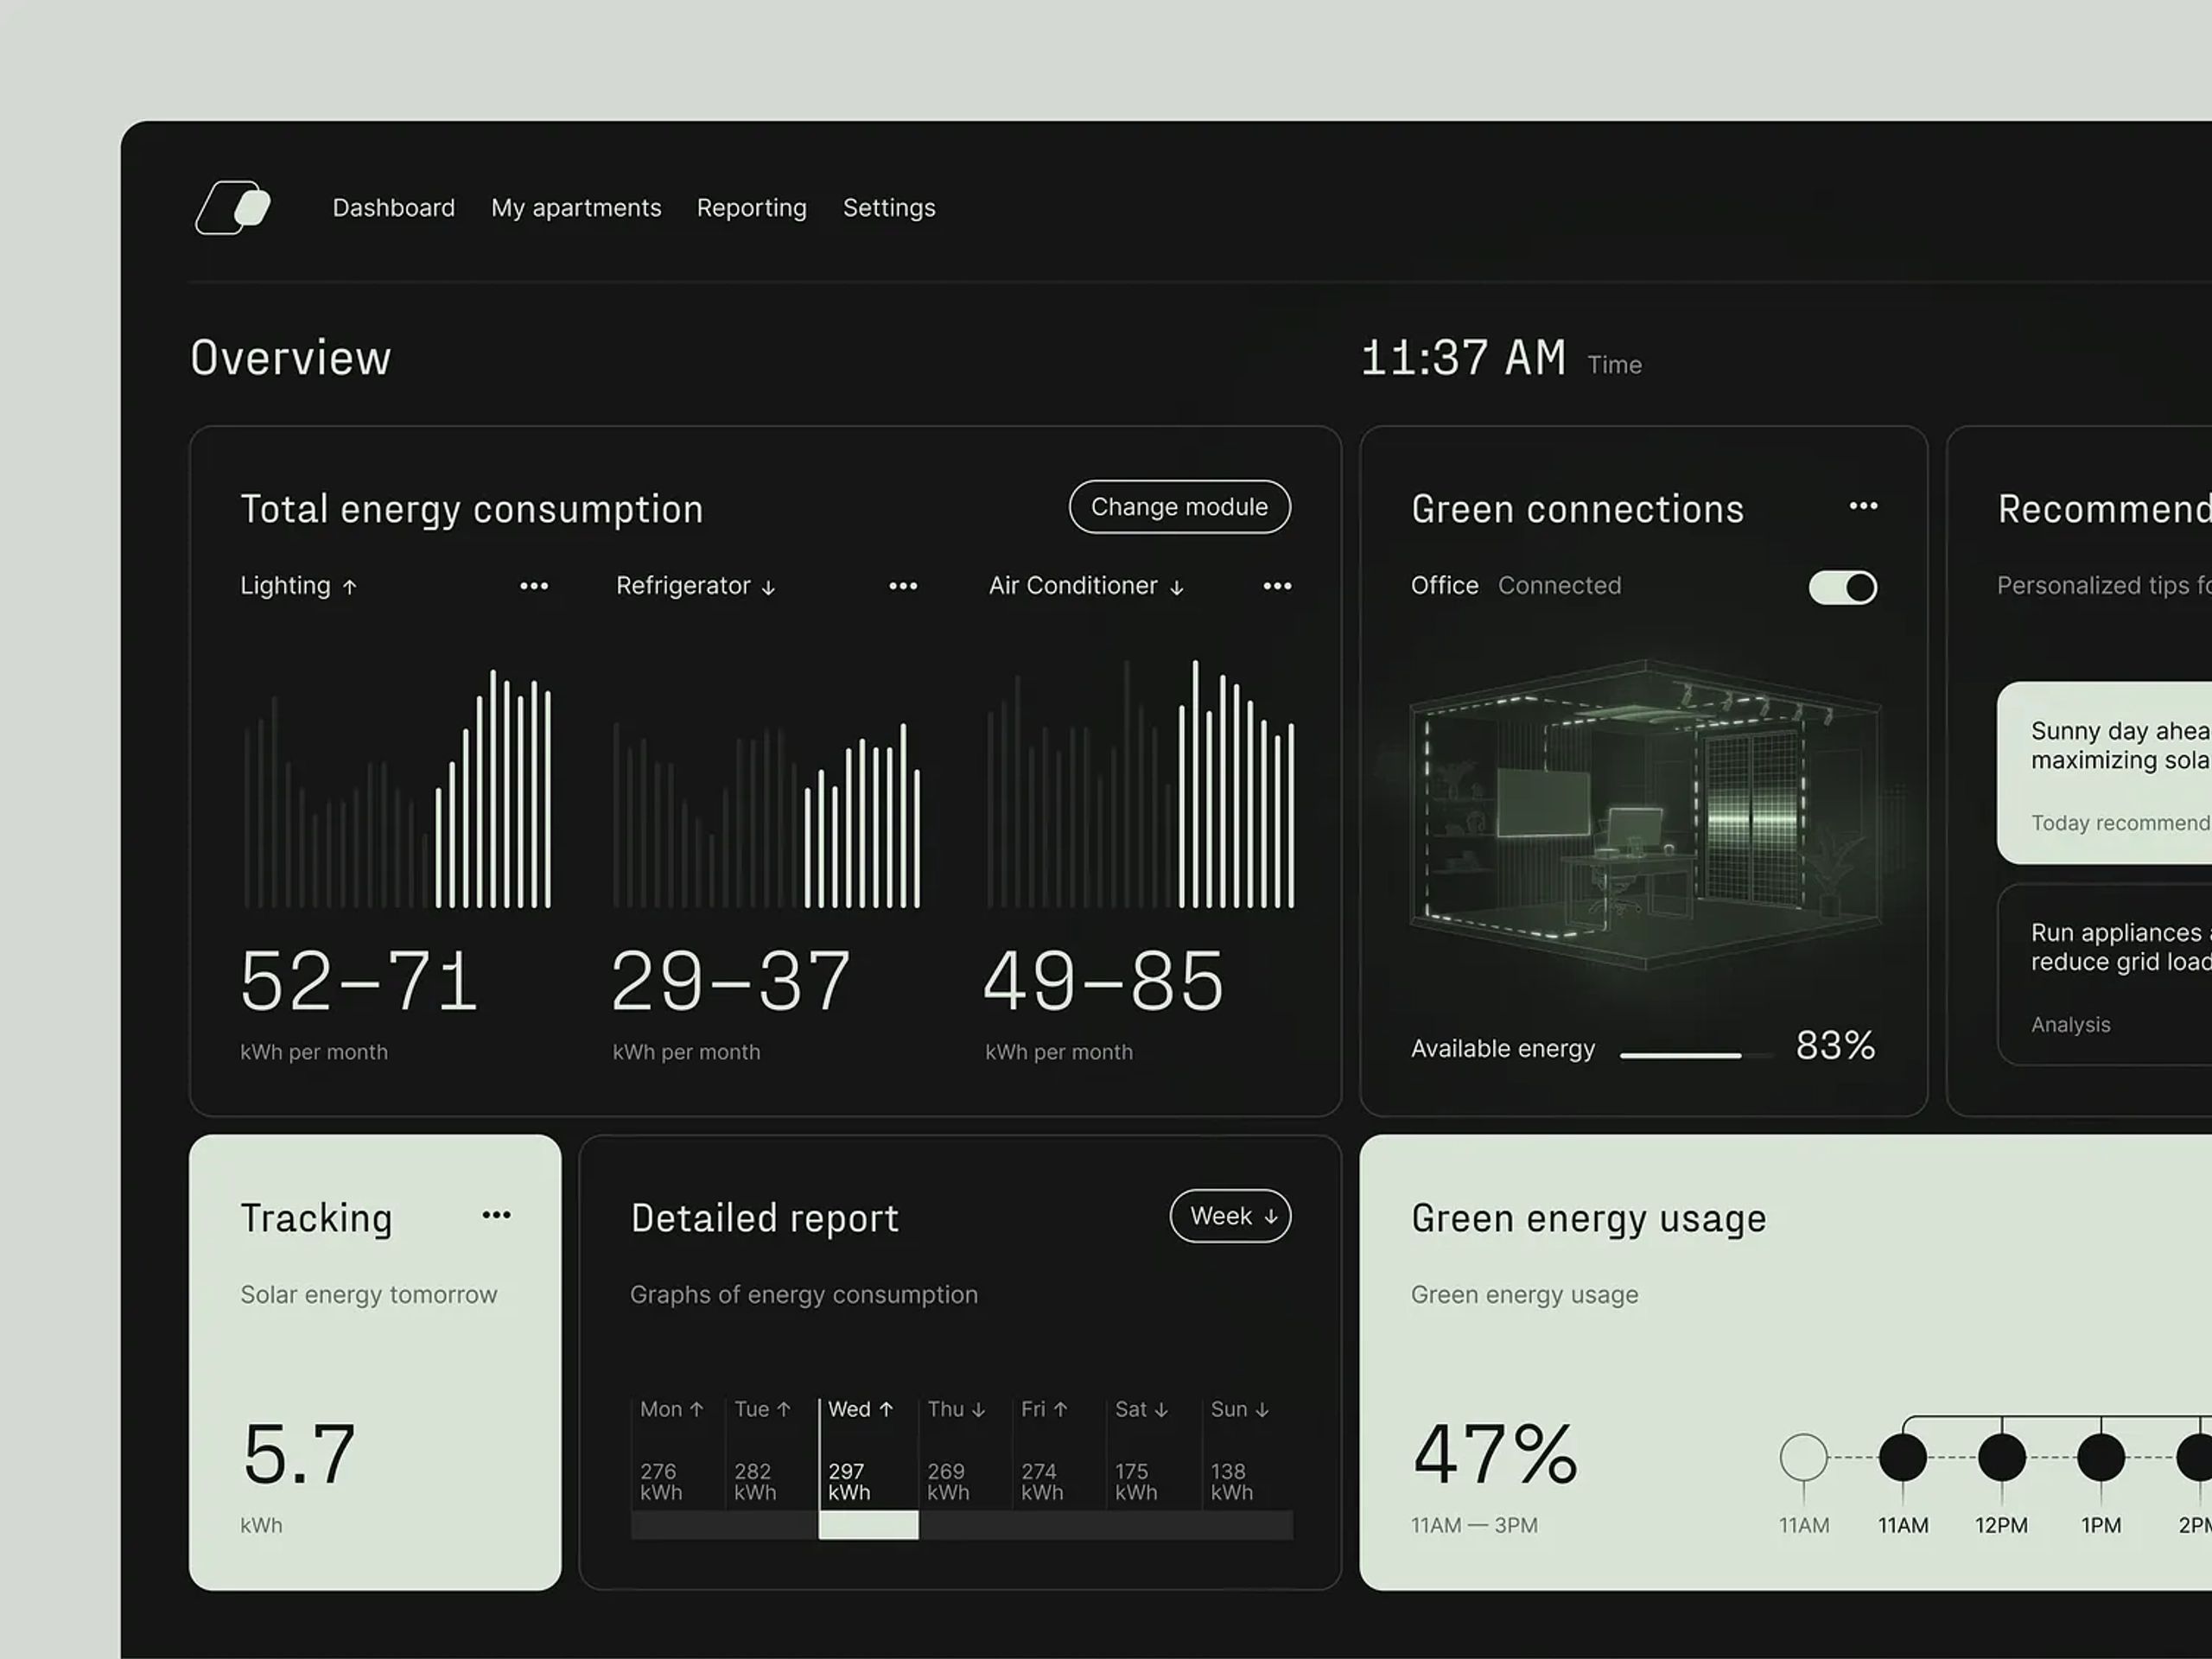 Dashboard My apartments Reporting Settings
Overview
11:37 AM Time
Total energy consumption
Change module
Lighting ↑
Refrigerator ↓
Air Conditioner ↓
52–71
kWh per month
29–37
kWh per month
49–85
kWh per month
Green connections
Office Connected
Available energy 83%
Recommend
Personalized tips fo
Sunny day ahea
maximizing sola
Today recommend
Run appliances
reduce grid load
Analysis
Tracking
Solar energy tomorrow
5.7
kWh
Detailed report
Week ↓
Graphs of energy consumption
Mon ↑ Tue ↑ Wed ↑ Thu ↓ Fri ↑ Sat ↓ Sun ↓
276 282 297 269 274 175 138
kWh kWh kWh kWh kWh kWh kWh
Green energy usage
Green energy usage
47%
11AM — 3PM
11AM 11AM 12PM 1PM 2PM